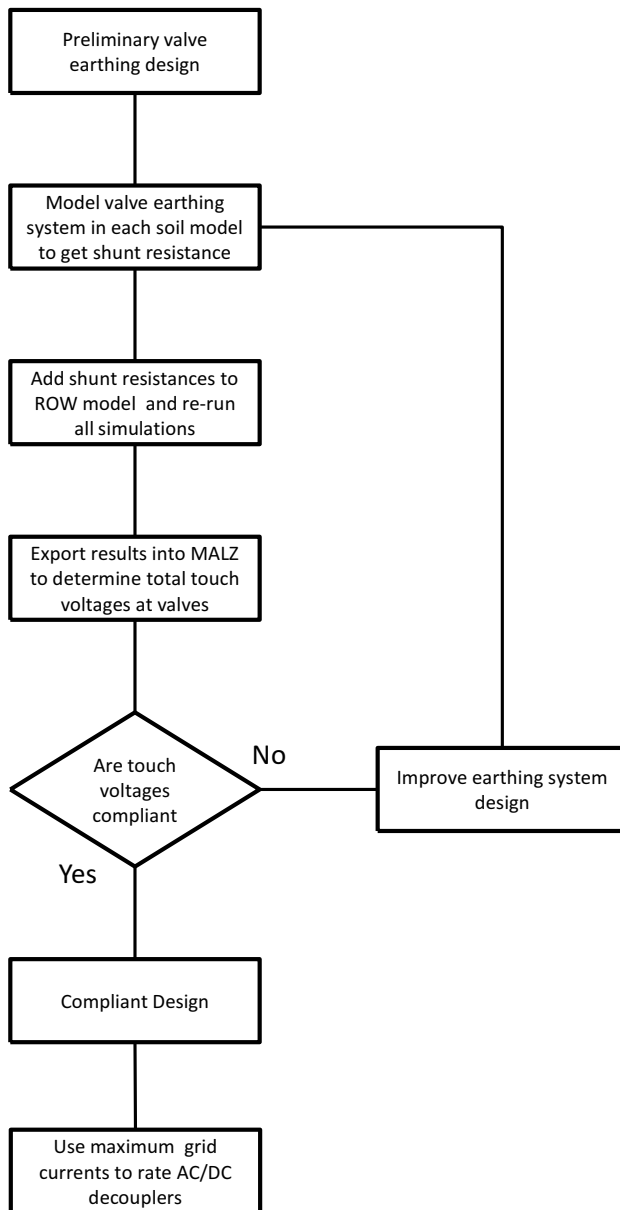 Preliminary valve
earthing design
Model valve earthing
system in each soil model
to get shunt resistance
Add shunt resistances to
ROW model and re-run
all simulations
Export results into MALZ
to determine total touch
voltages at valves
Are touch
voltages
compliant
No
Improve earthing system
design
Yes
Compliant Design
Use maximum grid
currents to rate AC/DC
decouplers